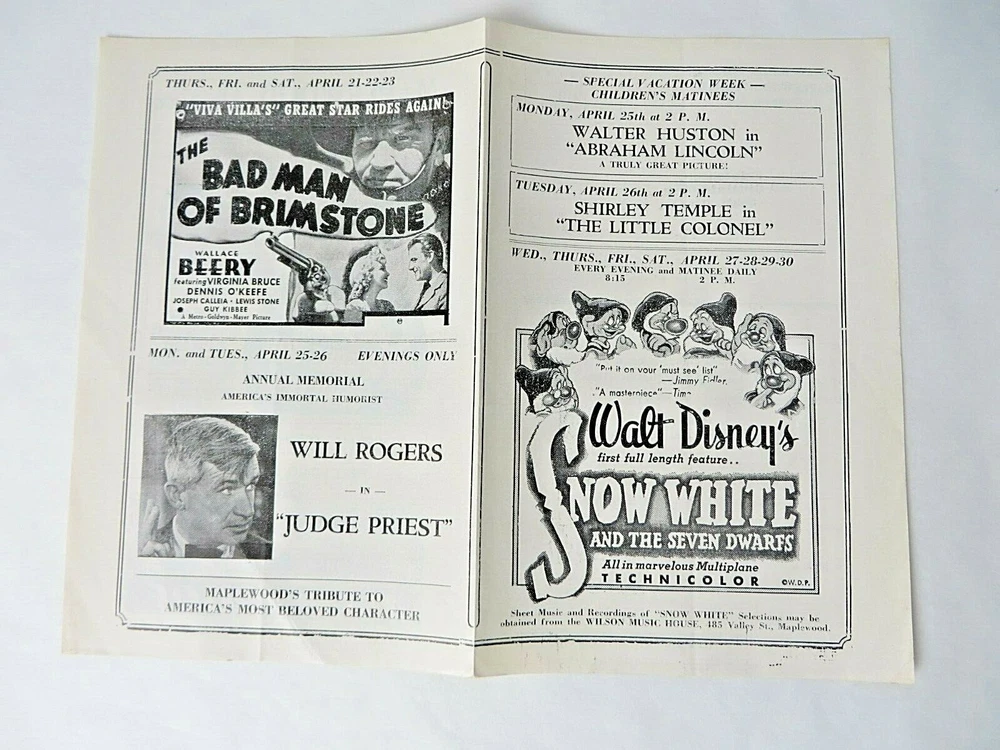 THURS., FRI. and SAT., APRIL 21-22-23
"VIVA VILLA'S" GREAT STAR RIDES AGAIN!
THE
BAD MAN
OF BRIMSTONE
WALLACE
BEERY
featuring VIRGINIA BRUCE
DENNIS O'KEEFE
JOSEPH CALLEIA · LEWIS STONE
GUY KIBBEE
A Metro-Goldwyn-Mayer Picture
MON. and TUES., APRIL 25-26 EVENINGS ONLY
ANNUAL MEMORIAL
AMERICA'S IMMORTAL HUMORIST
WILL ROGERS
— IN —
"JUDGE PRIEST"
MAPLEWOOD'S TRIBUTE TO
AMERICA'S MOST BELOVED CHARACTER
— SPECIAL VACATION WEEK —
CHILDREN'S MATINEES
MONDAY, APRIL 25th at 2 P. M.
WALTER HUSTON in
"ABRAHAM LINCOLN"
A TRULY GREAT PICTURE!
TUESDAY, APRIL 26th at 2 P. M.
SHIRLEY TEMPLE in
"THE LITTLE COLONEL"
WED., THURS., FRI., SAT., APRIL 27-28-29-30
EVERY EVENING and MATINEE DAILY
8:15 2 P. M.
"Put it on your 'must see' list"
—Jimmy Fidler.
"A masterpiece"—Time
Walt Disney's
first full length feature..
SNOW WHITE
AND THE SEVEN DWARFS
All in marvelous Multiplane
TECHNICOLOR ©W.D.P.
Sheet Music and Recordings of "SNOW WHITE" Selections may be
obtained from the WILSON MUSIC HOUSE, 185 Valley St., Maplewood.